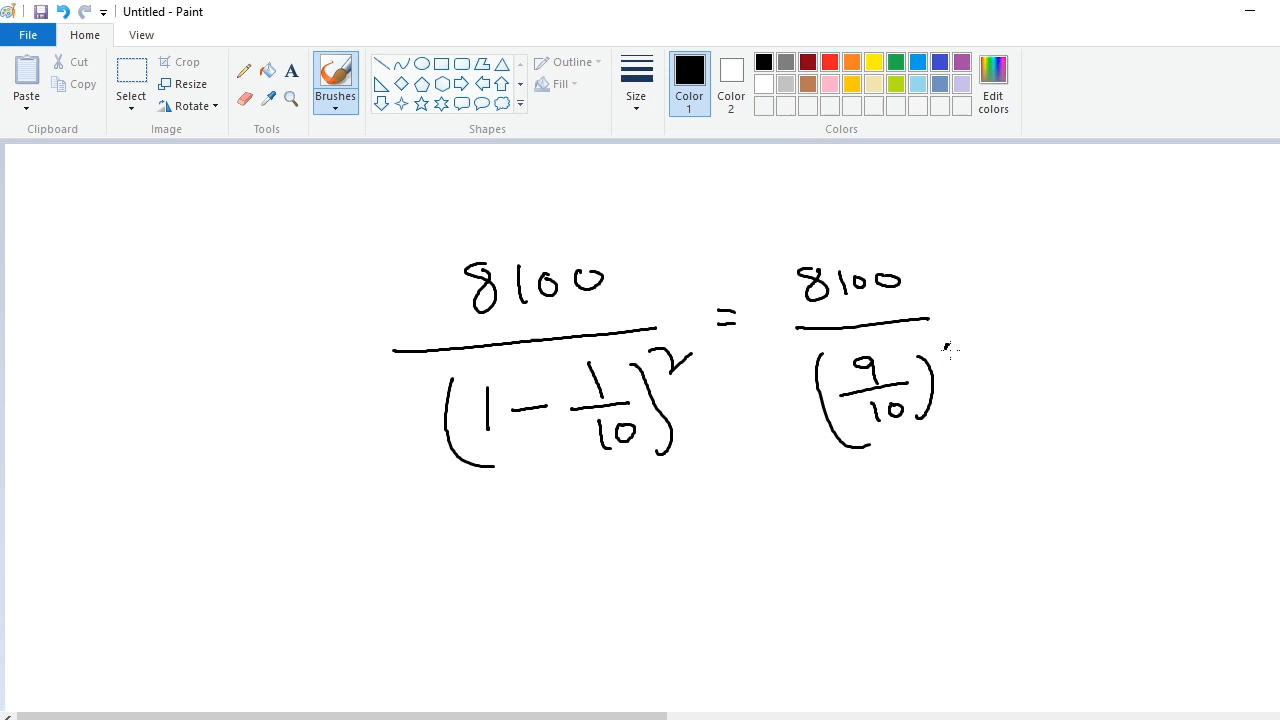 Untitled - Paint
File Home View
Paste Cut Copy Select Crop Resize Rotate Brushes Outline Fill Size Color 1 Color 2 Edit colors
Clipboard Image Tools Shapes Colors
8100 / (1 - 1/10)^2 = 8100 / (9/10)